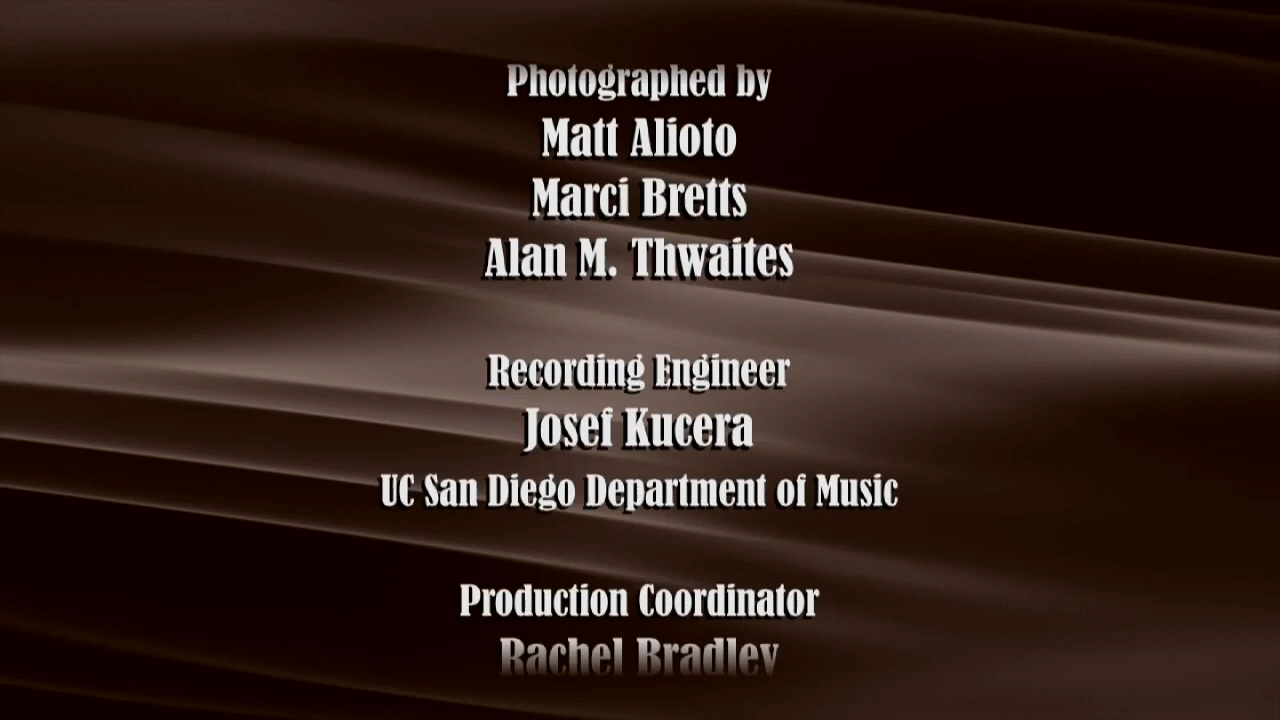 Photographed by
Matt Alioto
Marci Bretts
Alan M. Thwaites
Recording Engineer
Josef Kucera
UC San Diego Department of Music
Production Coordinator
Rachel Bradley